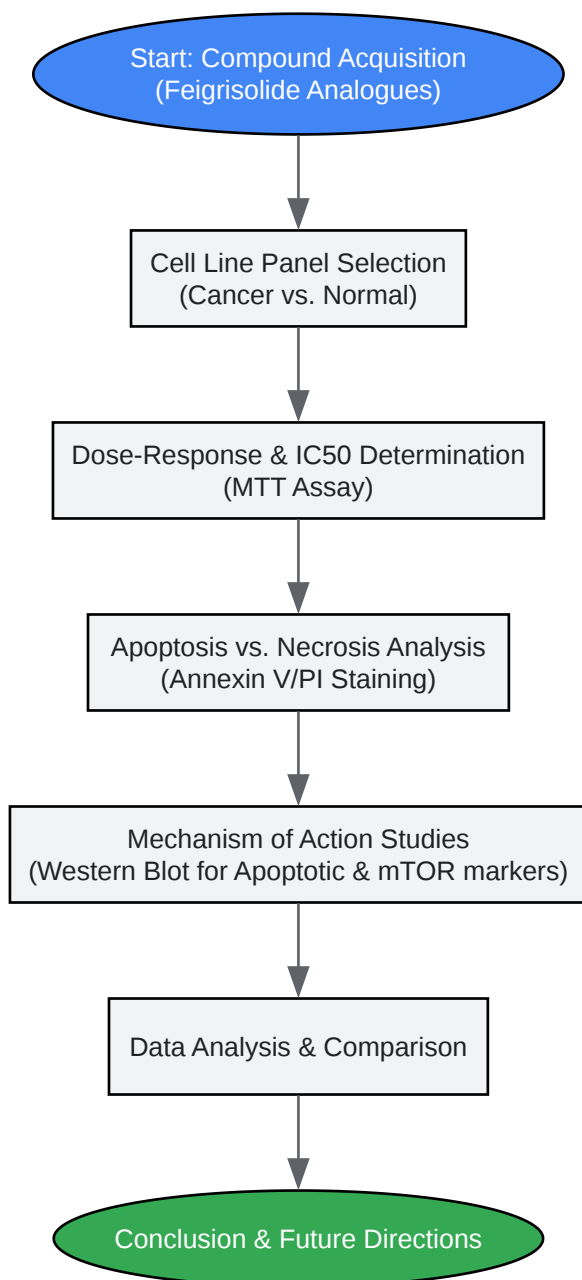 Start: Compound Acquisition
(Feigrisolide Analogues)
Cell Line Panel Selection
(Cancer vs. Normal)
Dose-Response & IC50 Determination
(MTT Assay)
Apoptosis vs. Necrosis Analysis
(Annexin V/PI Staining)
Mechanism of Action Studies
(Western Blot for Apoptotic & mTOR markers)
Data Analysis & Comparison
Conclusion & Future Directions